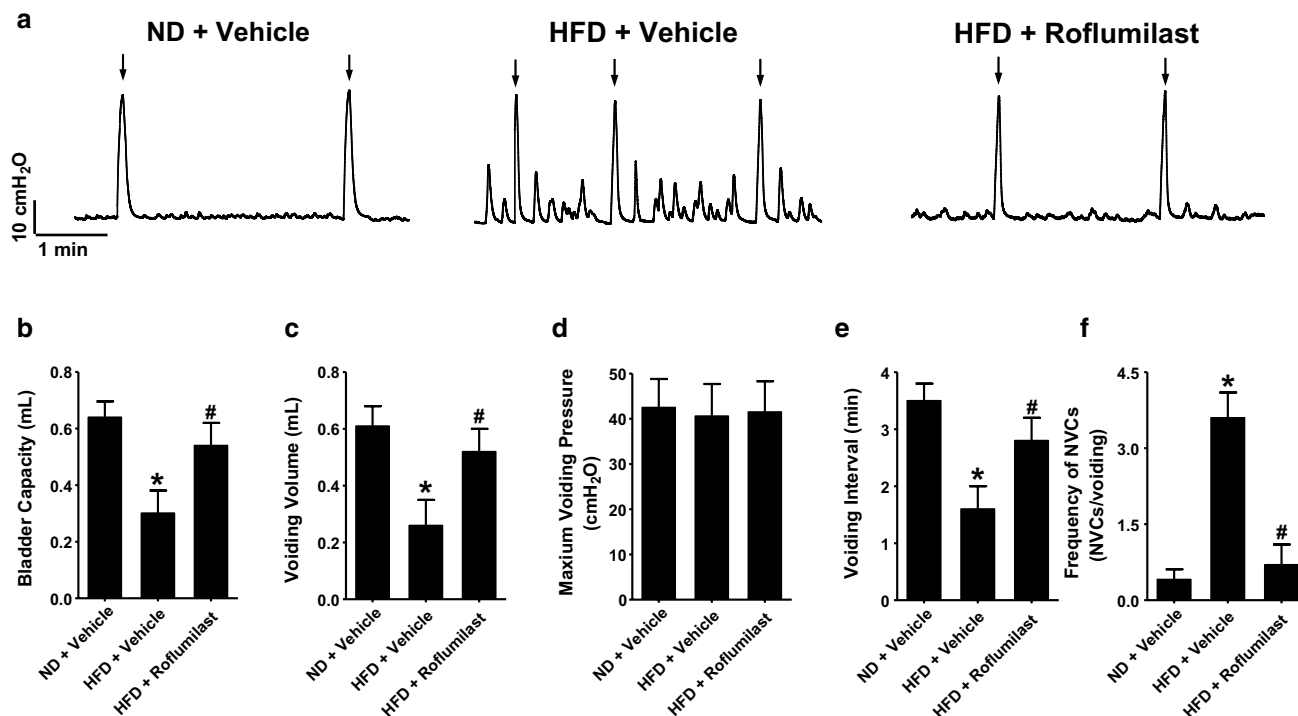 a
ND + Vehicle
HFD + Vehicle
HFD + Roflumilast
10 cmH₂O
1 min
b
Bladder Capacity (mL)
0.8
0.6
0.4
0.2
0.0
*
#
ND + Vehicle
HFD + Vehicle
HFD + Roflumilast
c
Voiding Volume (mL)
0.8
0.6
0.4
0.2
0.0
*
#
ND + Vehicle
HFD + Vehicle
HFD + Roflumilast
d
Maxium Voiding Pressure
(cmH₂O)
50
40
30
20
10
0
ND + Vehicle
HFD + Vehicle
HFD + Roflumilast
e
Voiding Interval (min)
4
3
2
1
0
*
#
ND + Vehicle
HFD + Vehicle
HFD + Roflumilast
f
Frequency of NVCs
(NVCs/voiding)
4.5
3.0
1.5
0.0
*
#
ND + Vehicle
HFD + Vehicle
HFD + Roflumilast